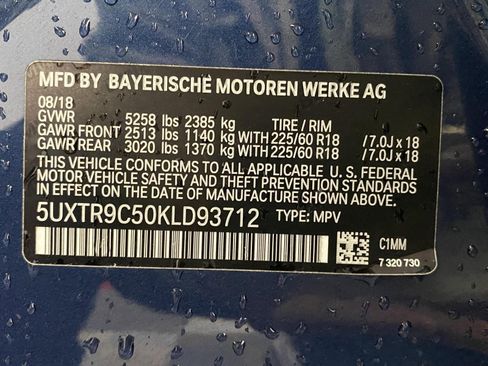 MFD BY BAYERISCHE MOTOREN WERKE AG
08/18
GVWR 5258 lbs 2385 kg TIRE / RIM
GAWR FRONT 2513 lbs 1140 kg WITH 225/60 R18 / 7.0J x 18
GAWR REAR 3020 lbs 1370 kg WITH 225/60 R18 / 7.0J x 18
THIS VEHICLE CONFORMS TO ALL APPLICABLE U.S. FEDERAL
MOTOR VEHICLE SAFETY AND THEFT PREVENTION STANDARDS
IN EFFECT ON THE DATE OF MANUFACTURE SHOWN ABOVE.
5UXTR9C50KLD93712 TYPE: MPV
C1MM
7 320 730